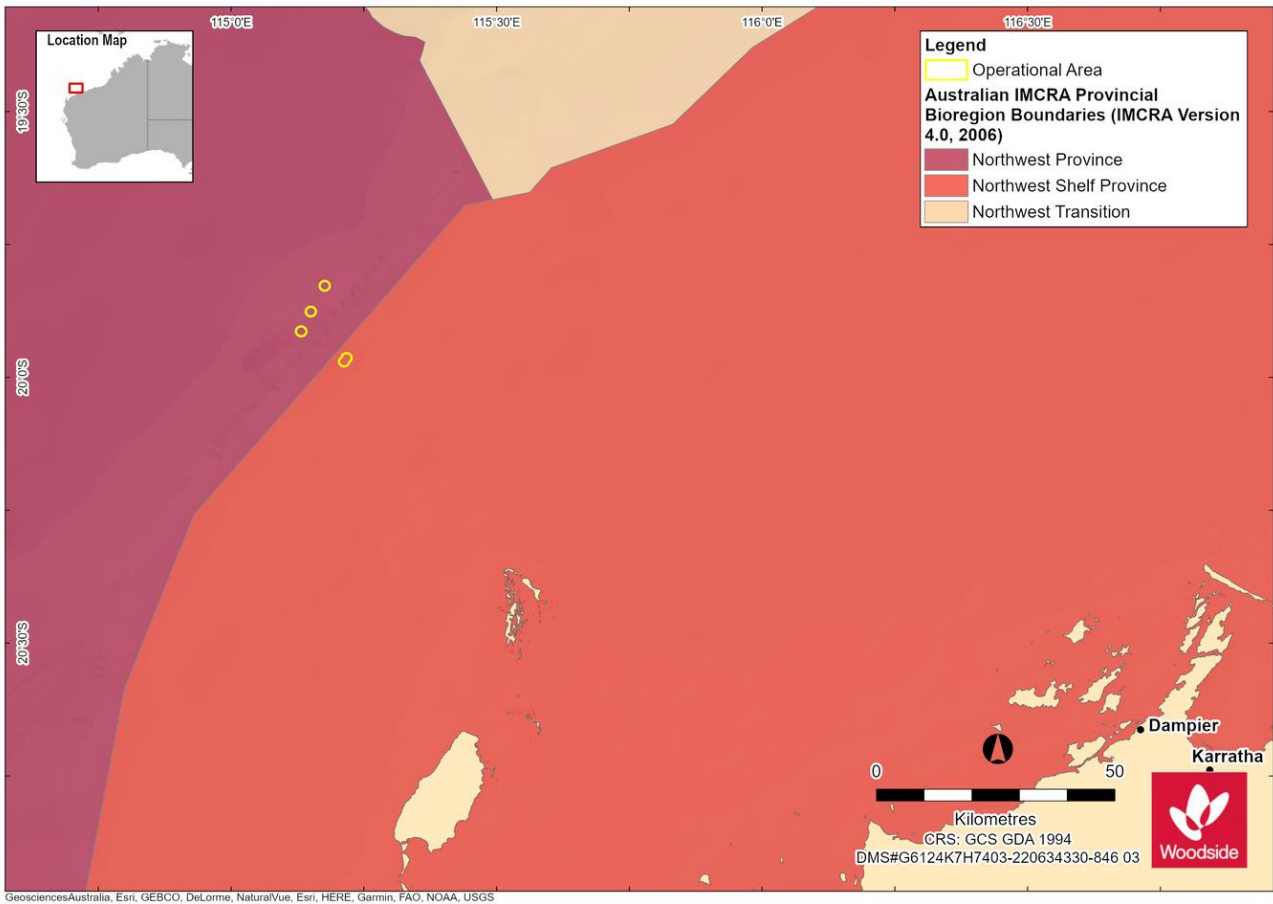 115°0'E
115°30'E
116°0'E
116°30'E
Location Map
19°30'S
20°0'S
20°30'S
Legend
Operational Area
Australian IMCRA Provincial
Bioregion Boundaries (IMCRA Version
4.0, 2006)
Northwest Province
Northwest Shelf Province
Northwest Transition
Dampier
Karratha
0 50
Kilometres
CRS: GCS GDA 1994
DMS#G6124K7H7403-220634330-846 03
Woodside
GeosciencesAustralia, Esri, GEBCO, DeLorme, NaturalVue, Esri, HERE, Garmin, FAO, NOAA, USGS